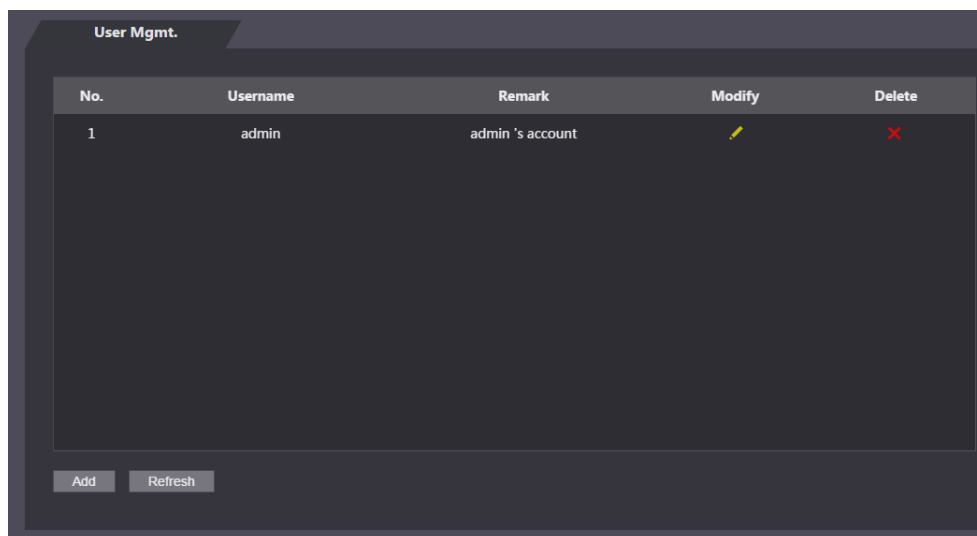 User Mgmt.
No. Username Remark Modify Delete
1 admin admin 's account
Add Refresh